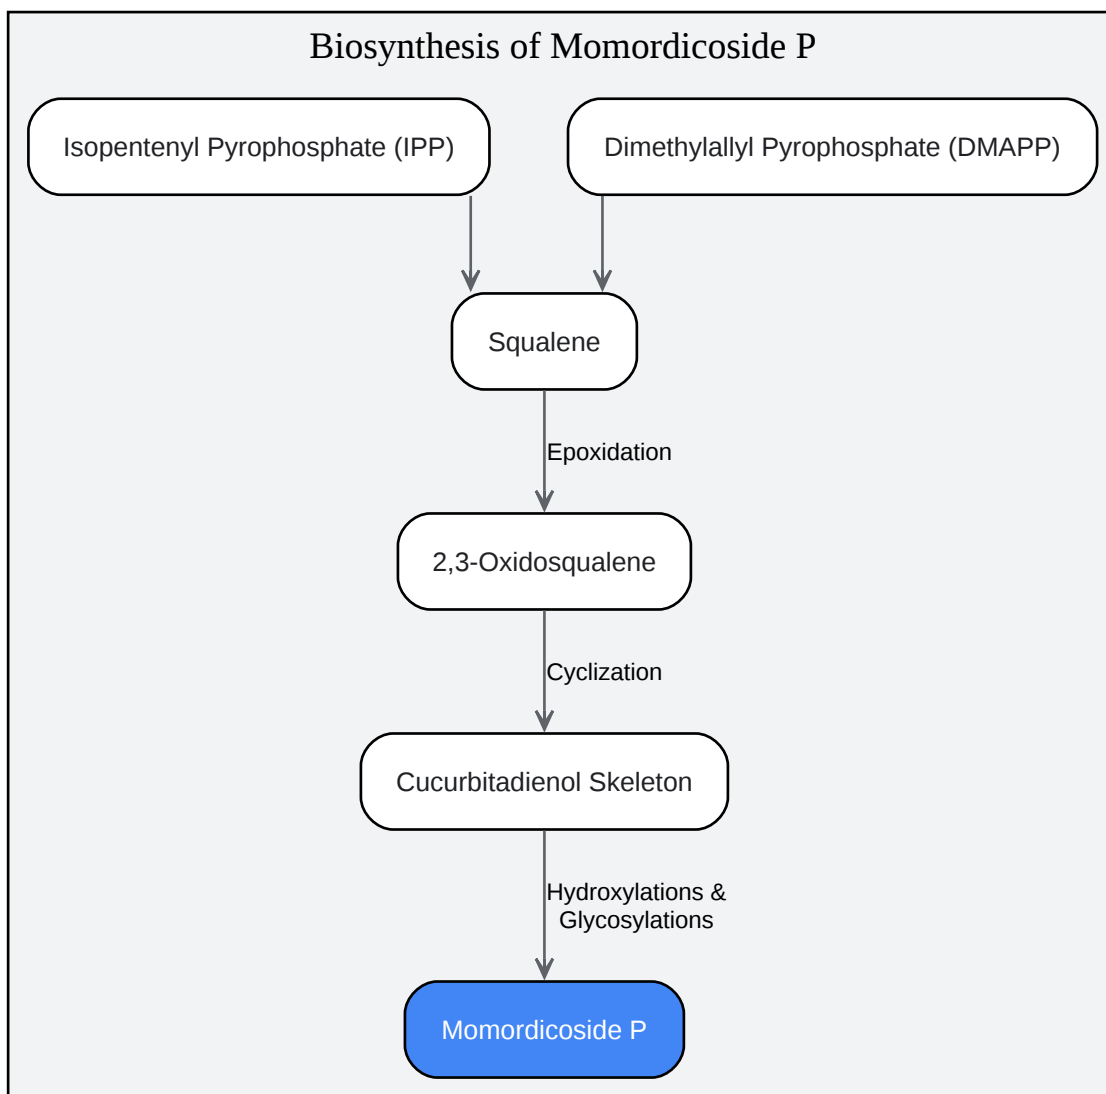 Biosynthesis of Momordicoside P
Isopentenyl Pyrophosphate (IPP)
Dimethylallyl Pyrophosphate (DMAPP)
Squalene
Epoxidation
2,3-Oxidosqualene
Cyclization
Cucurbitadienol Skeleton
Hydroxylations &
Glycosylations
Momordicoside P